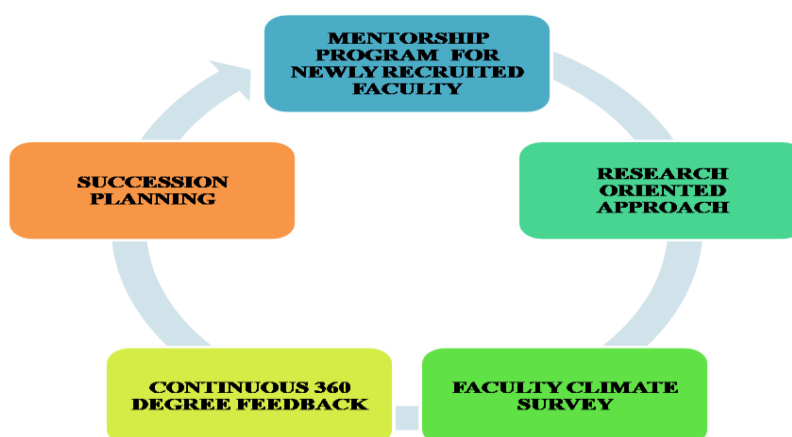 MENTORSHIP
PROGRAM FOR
NEWLY RECRUITED
FACULTY
RESEARCH
ORIENTED
APPROACH
FACULTY CLIMATE
SURVEY
CONTINUOUS 360
DEGREE FEEDBACK
SUCCESSION
PLANNING